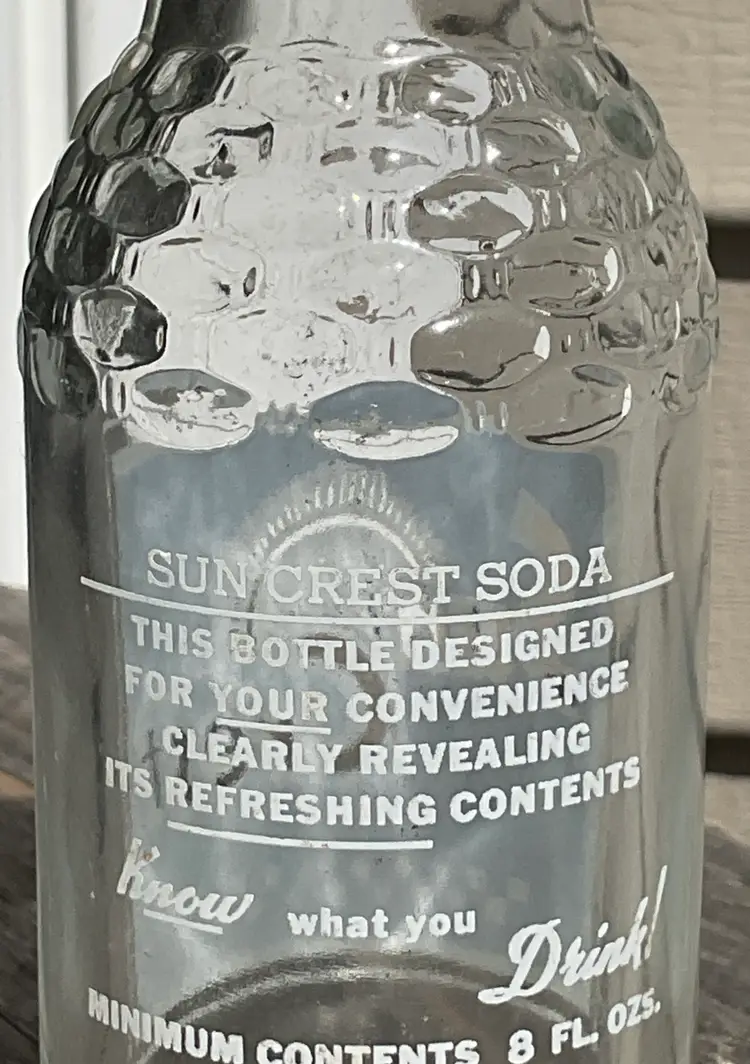 SUN CREST SODA
THIS BOTTLE DESIGNED
FOR YOUR CONVENIENCE
CLEARLY REVEALING
ITS REFRESHING CONTENTS
Know what you Drink!
MINIMUM CONTENTS 8 FL. OZS.